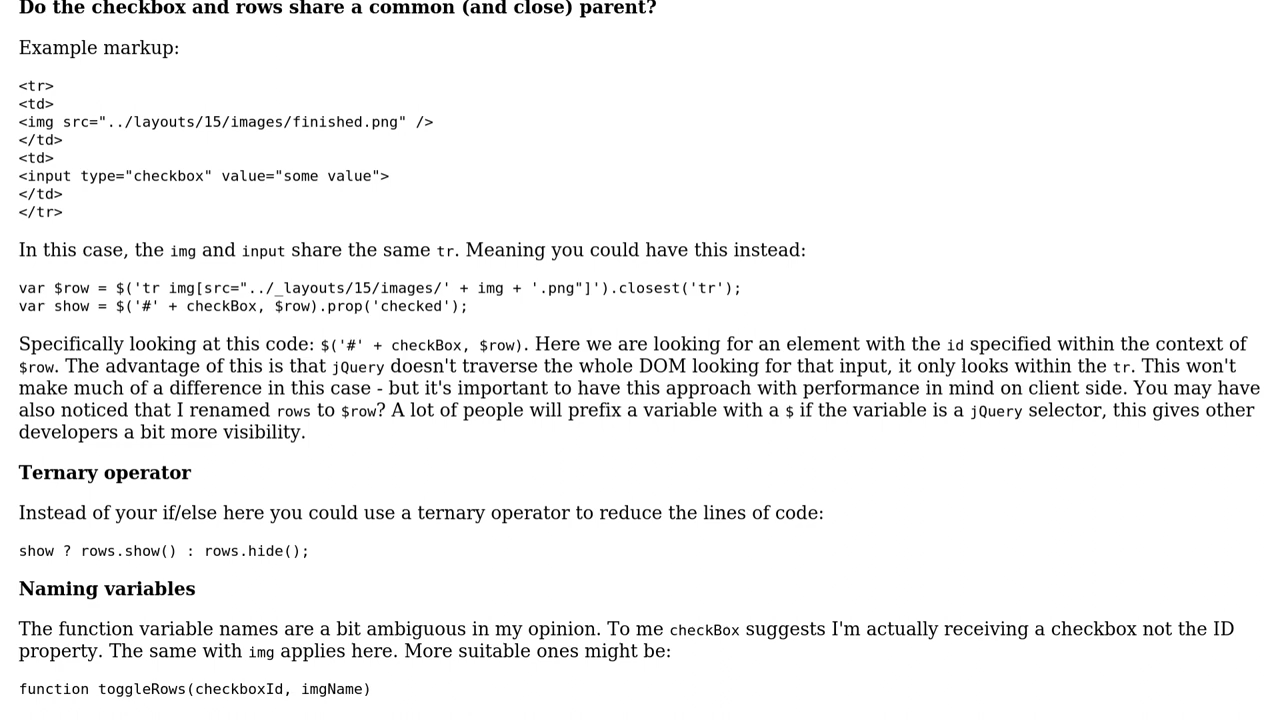 Do the checkbox and rows share a common (and close) parent?
Example markup:
<tr>
<td>
<img src="../layouts/15/images/finished.png" />
</td>
<td>
<input type="checkbox" value="some value">
</td>
</tr>
In this case, the img and input share the same tr. Meaning you could have this instead:
var $row = $('tr img[src="../_layouts/15/images/' + img + '.png"]').closest('tr');
var show = $('#' + checkBox, $row).prop('checked');
Specifically looking at this code: $('#' + checkBox, $row). Here we are looking for an element with the id specified within the context of
$row. The advantage of this is that jQuery doesn't traverse the whole DOM looking for that input, it only looks within the tr. This won't
make much of a difference in this case - but it's important to have this approach with performance in mind on client side. You may have
also noticed that I renamed rows to $row? A lot of people will prefix a variable with a $ if the variable is a jQuery selector, this gives other
developers a bit more visibility.
Ternary operator
Instead of your if/else here you could use a ternary operator to reduce the lines of code:
show ? rows.show() : rows.hide();
Naming variables
The function variable names are a bit ambiguous in my opinion. To me checkBox suggests I'm actually receiving a checkbox not the ID
property. The same with img applies here. More suitable ones might be:
function toggleRows(checkboxId, imgName)